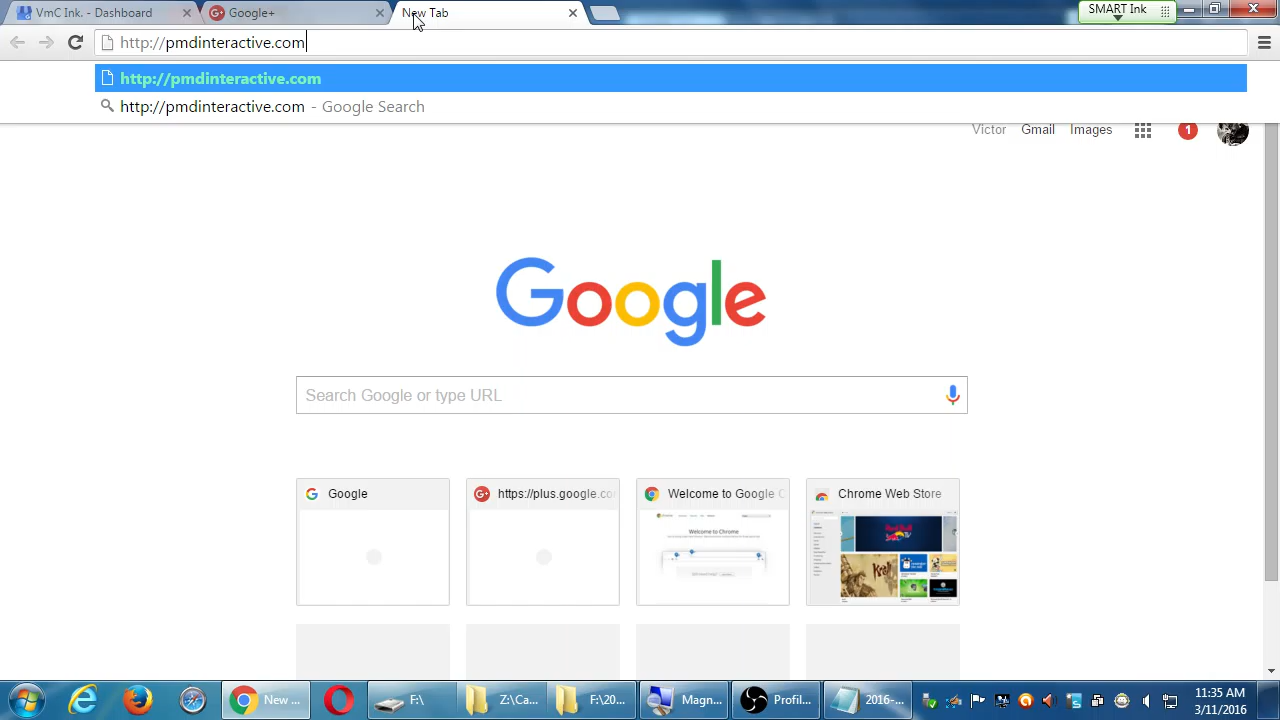 VmC Ink. - Dashboard
Google+
New Tab
SMART Ink
http://pmdinteractive.com
http://pmdinteractive.com
http://pmdinteractive.com - Google Search
Victor Gmail Images 1
Google
Search Google or type URL
Google
https://plus.google.co
Welcome to Google C
Chrome Web Store
Welcome to Chrome
New ...
F:\
Z:\Ca...
F:\20...
Magn...
Profil...
2016-...
11:35 AM
3/11/2016